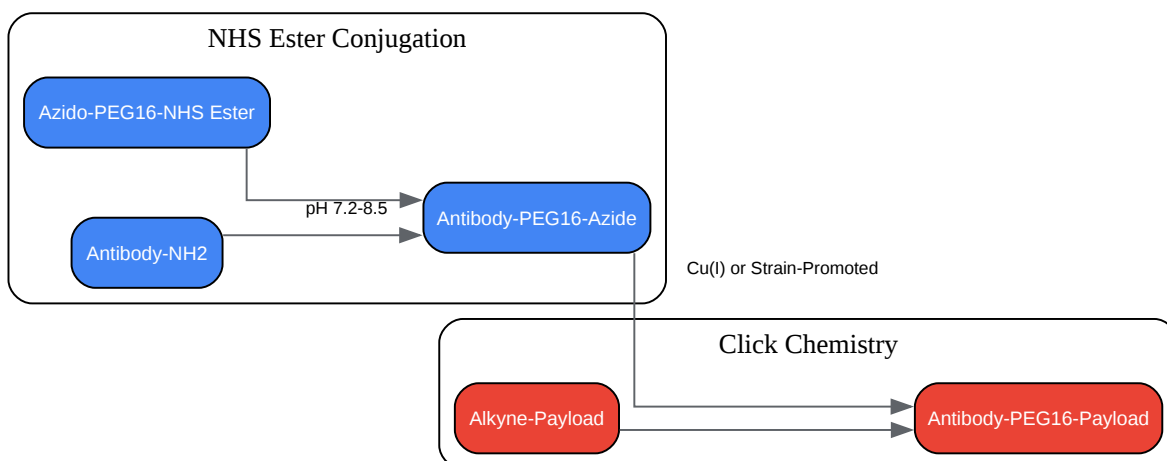 NHS Ester Conjugation
Azido-PEG16-NHS Ester
pH 7.2-8.5
Antibody-PEG16-Azide
Antibody-NH2
Cu(I) or Strain-Promoted
Click Chemistry
Alkyne-Payload
Antibody-PEG16-Payload